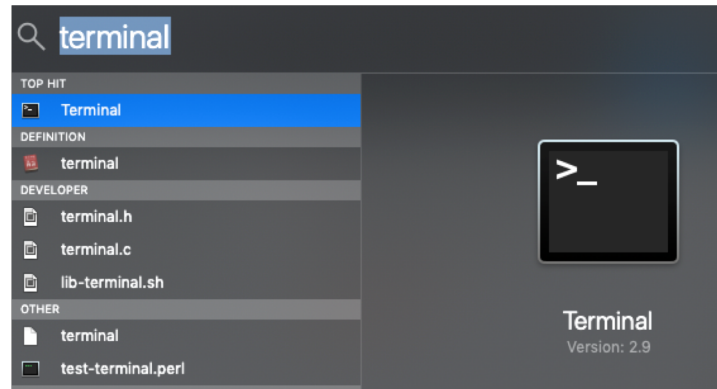 terminal
TOP HIT
Terminal
DEFINITION
terminal
DEVELOPER
terminal.h
terminal.c
lib-terminal.sh
OTHER
terminal
test-terminal.perl
>_
Terminal
Version: 2.9